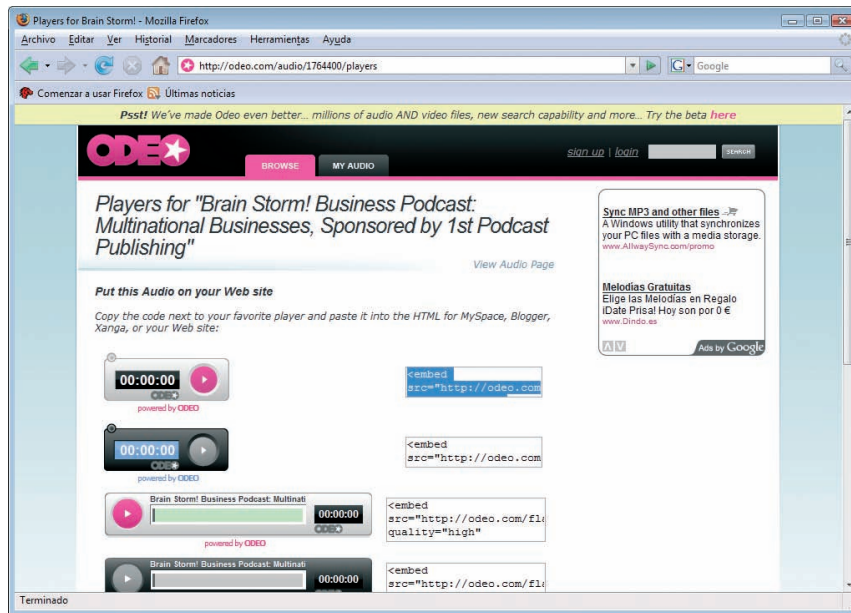 Players for Brain Storm! - Mozilla Firefox
Archivo Editar Ver Historial Marcadores Herramientas Ayuda
http://odeo.com/audio/1764400/players
G Google
Comenzar a usar Firefox Últimas noticias
Psst! We've made Odeo even better... millions of audio AND video files, new search capability and more... Try the beta here
ODEO
BROWSE MY AUDIO
sign up | login SEARCH
Players for "Brain Storm! Business Podcast:
Multinational Businesses, Sponsored by 1st Podcast
Publishing"
View Audio Page
Put this Audio on your Web site
Copy the code next to your favorite player and paste it into the HTML for MySpace, Blogger,
Xanga, or your Web site:
00:00:00
ODEO
powered by ODEO
<embed
src="http://odeo.com
00:00:00
ODEO
powered by ODEO
<embed
src="http://odeo.com
Brain Storm! Business Podcast: Multinati
00:00:00
ODEO
powered by ODEO
<embed
src="http://odeo.com/fla
quality="high"
Brain Storm! Business Podcast: Multinati
00:00:00
<embed
src="http://odeo.com/fla
Sync MP3 and other files
A Windows utility that synchronizes
your PC files with a media storage.
www.AllwaySync.com/promo
Melodías Gratuitas
Elige las Melodías en Regalo
iDate Prisa! Hoy son por 0 €
www.Dindo.es
Ads by Google
Terminado